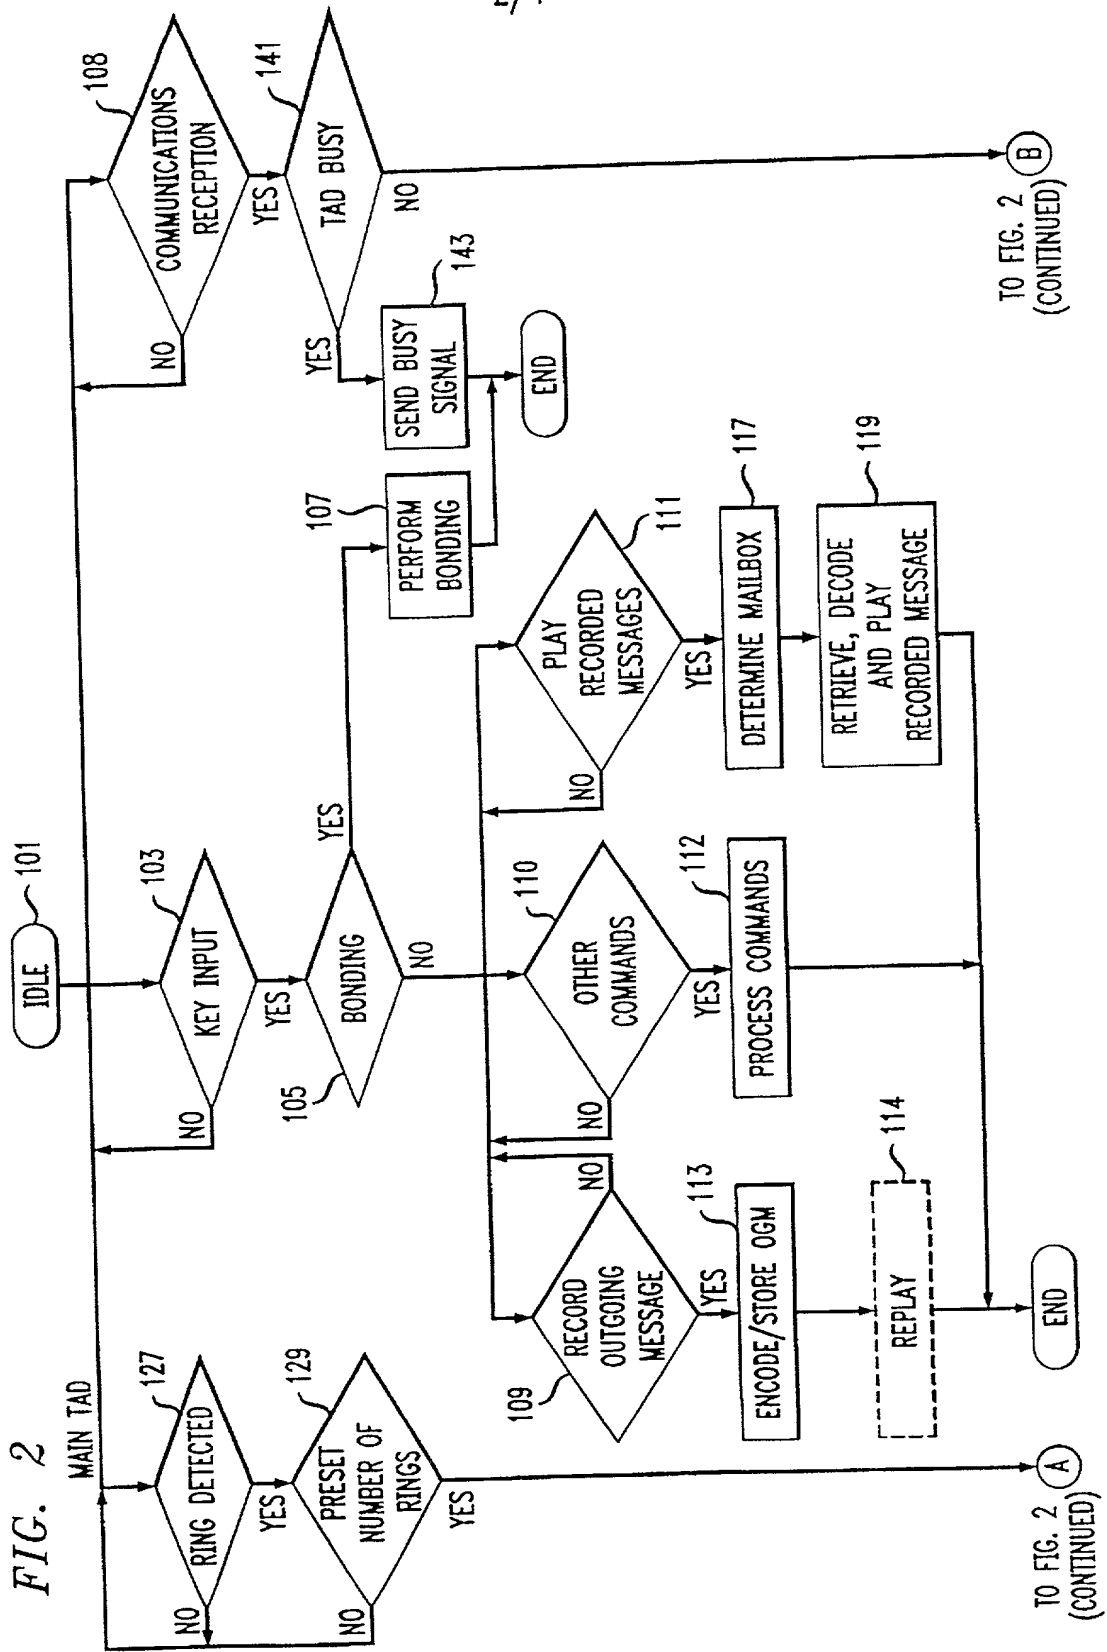 2/4
FIG. 2
IDLE
101
MAIN TAD
RING DETECTED
127
NO
YES
PRESET
NUMBER OF
RINGS
129
NO
YES
A
TO FIG. 2
(CONTINUED)
KEY INPUT
103
NO
YES
BONDING
105
YES
NO
PERFORM
BONDING
107
COMMUNICATIONS
RECEPTION
108
NO
YES
TAD BUSY
141
YES
NO
SEND BUSY
SIGNAL
143
END
B
TO FIG. 2
(CONTINUED)
RECORD
OUTGOING
MESSAGE
109
NO
YES
ENCODE/STORE OGM
113
REPLAY
114
END
OTHER
COMMANDS
110
NO
YES
PROCESS COMMANDS
112
PLAY
RECORDED
MESSAGES
111
NO
YES
DETERMINE MAILBOX
117
RETRIEVE, DECODE
AND PLAY
RECORDED MESSAGE
119